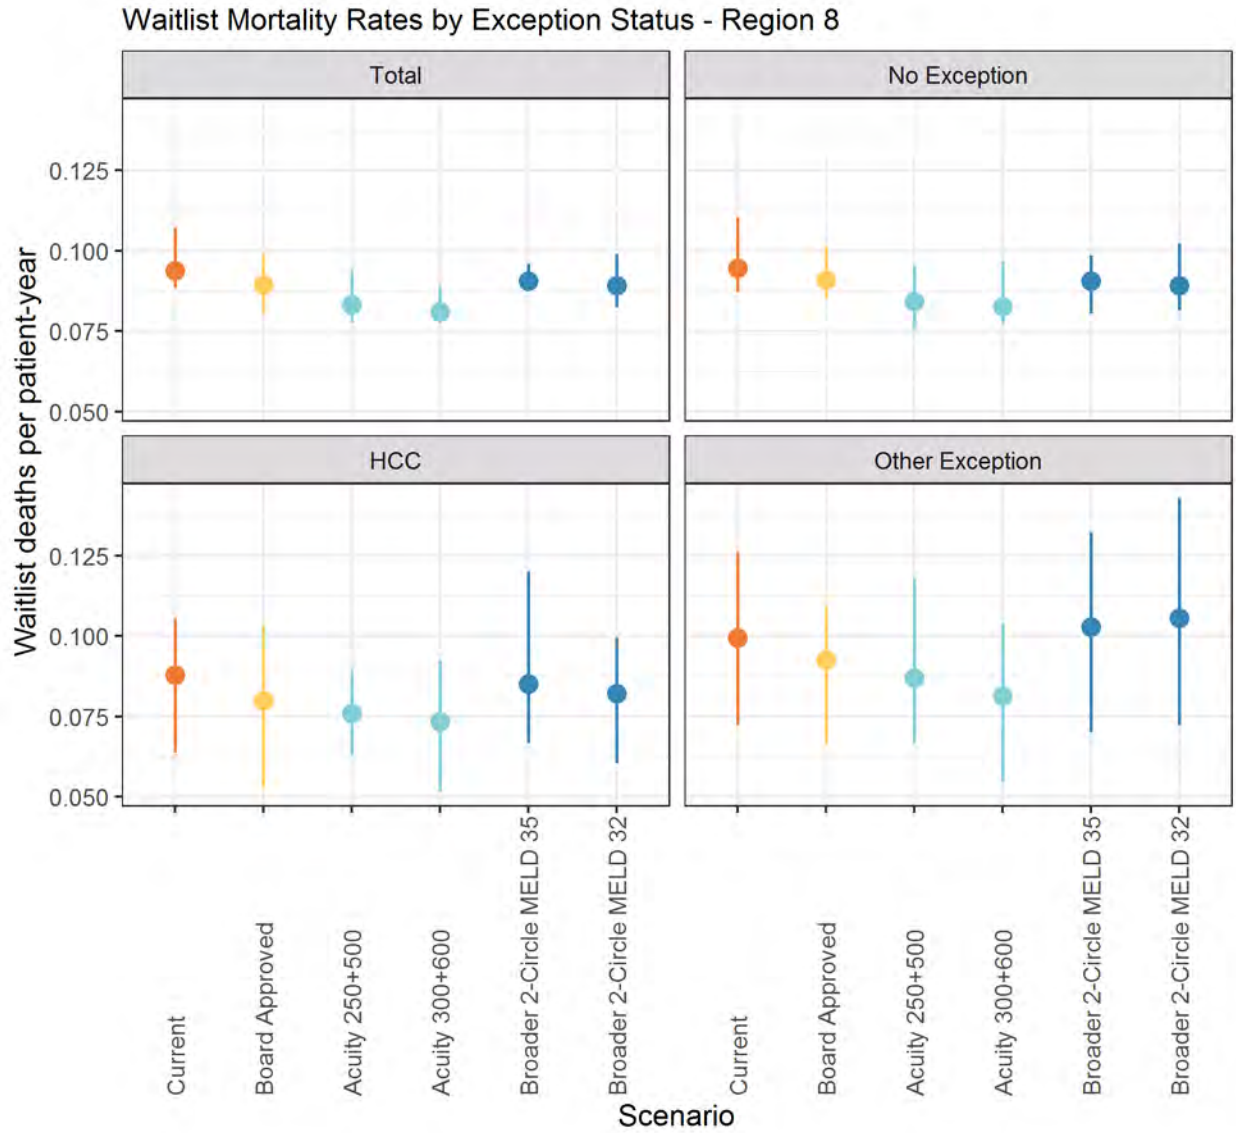 Waitlist Mortality Rates by Exception Status - Region 8
Total
No Exception
0.125
0.100
0.075
0.050
HCC
Other Exception
0.125
0.100
0.075
0.050
Waitlist deaths per patient-year
Current
Board Approved
Acuity 250+500
Acuity 300+600
Broader 2-Circle MELD 35
Broader 2-Circle MELD 32
Current
Board Approved
Acuity 250+500
Acuity 300+600
Broader 2-Circle MELD 35
Broader 2-Circle MELD 32
Scenario